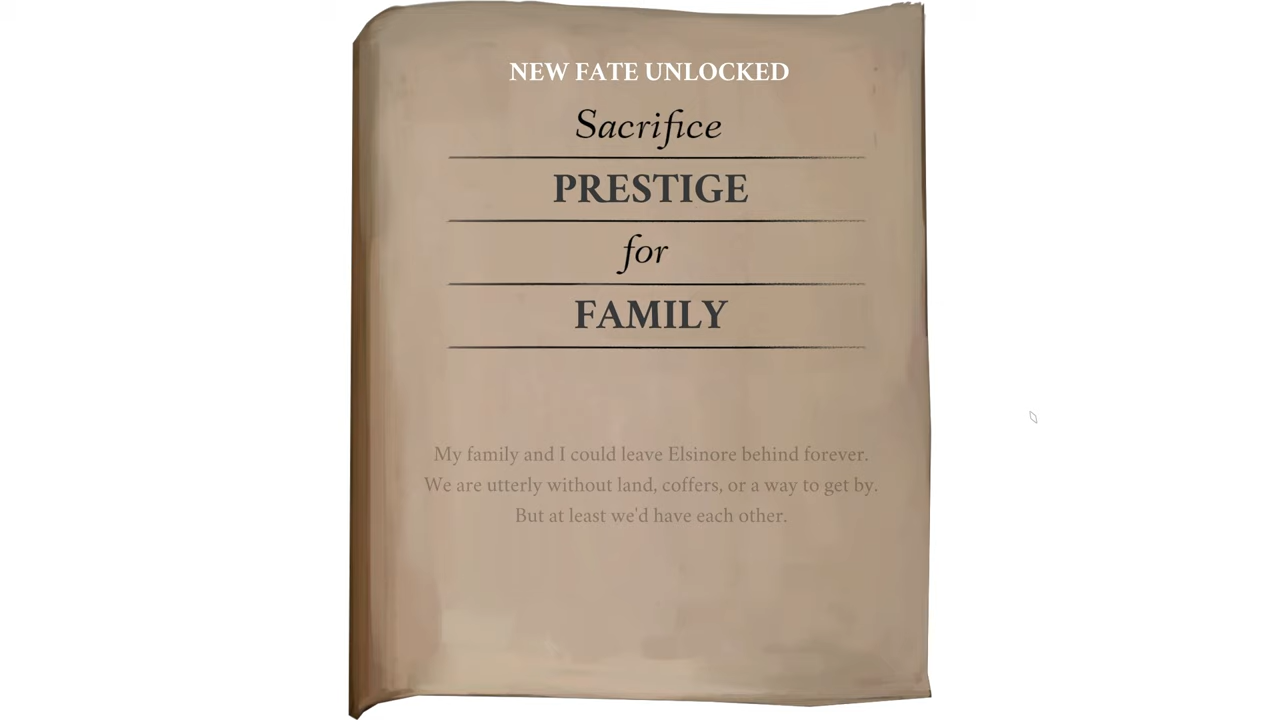 NEW FATE UNLOCKED
Sacrifice
PRESTIGE
for
FAMILY
My family and I could leave Elsinore behind forever.
We are utterly without land, coffers, or a way to get by.
But at least we'd have each other.